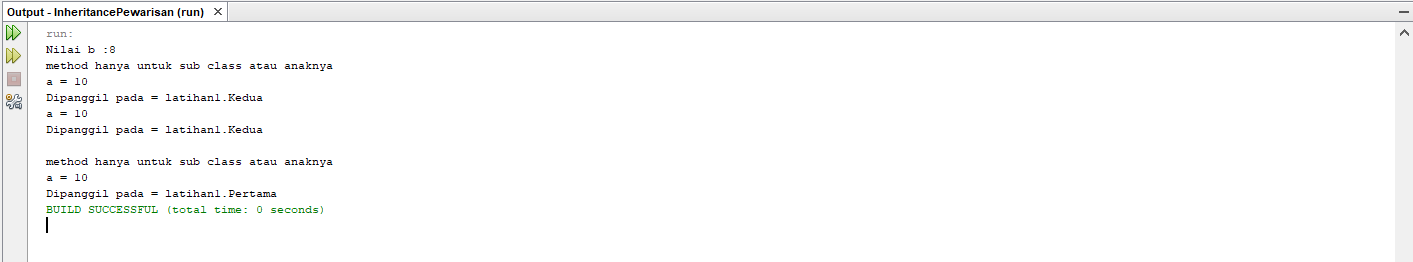 Output - InheritancePewarisan (run) ×
run:
Nilai b :8
method hanya untuk sub class atau anaknya
a = 10
Dipanggil pada = latihan1.Kedua
a = 10
Dipanggil pada = latihan1.Kedua
method hanya untuk sub class atau anaknya
a = 10
Dipanggil pada = latihan1.Pertama
BUILD SUCCESSFUL (total time: 0 seconds)